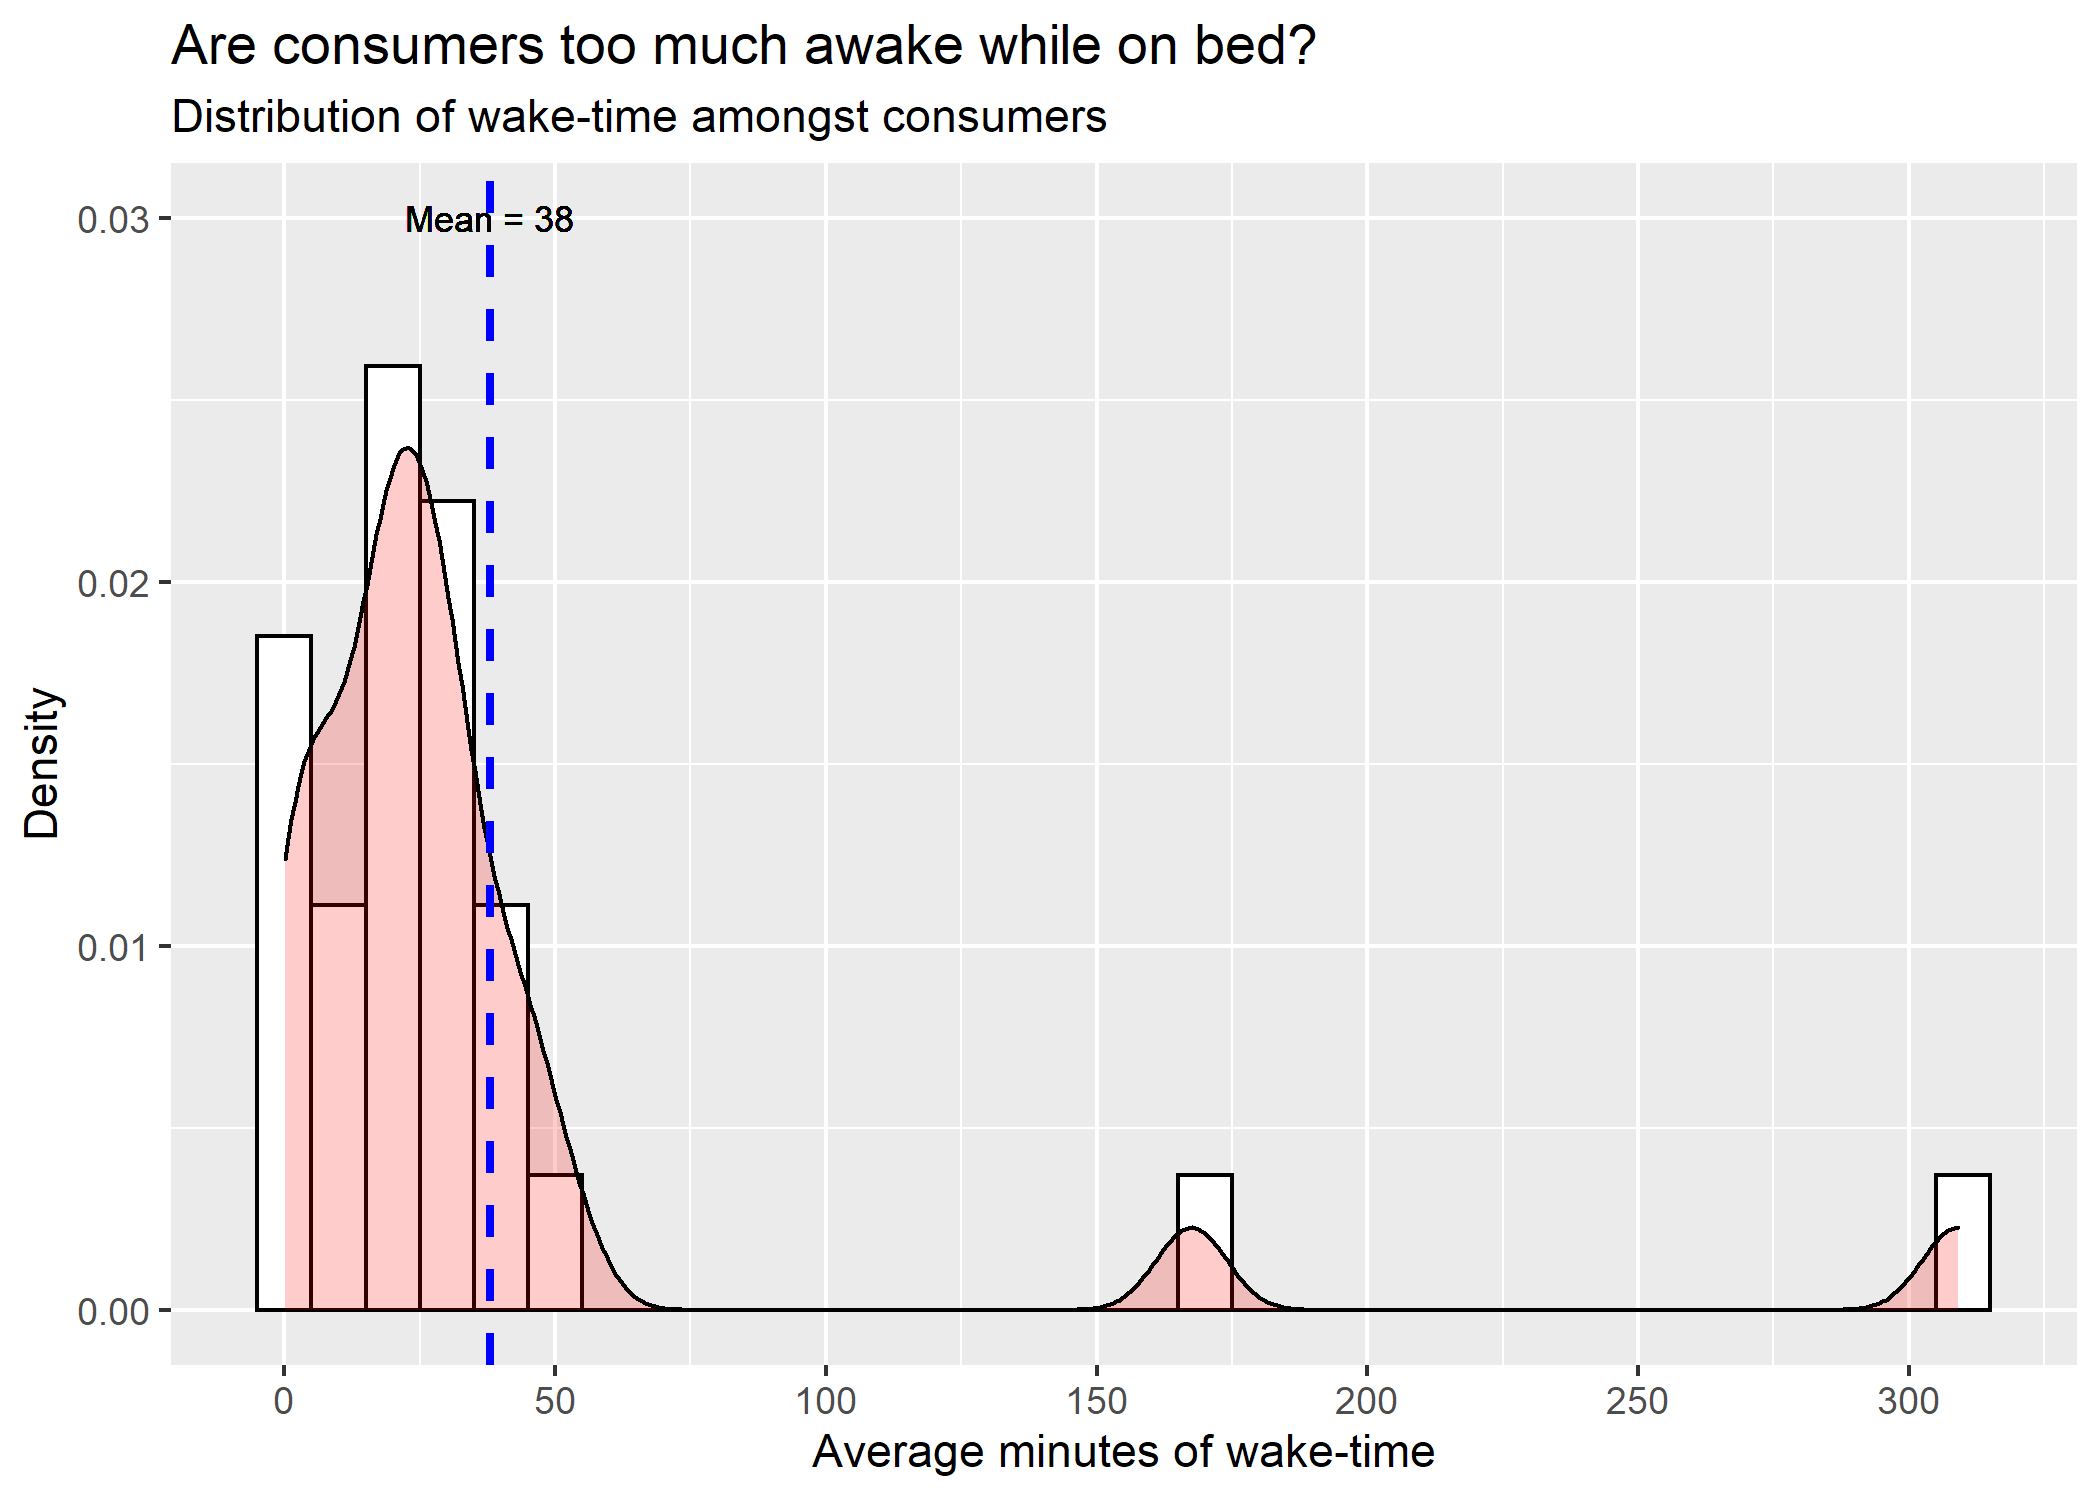 Are consumers too much awake while on bed?
Distribution of wake-time amongst consumers
Mean = 38
0.03
0.02
0.01
0.00
Density
0 50 100 150 200 250 300
Average minutes of wake-time